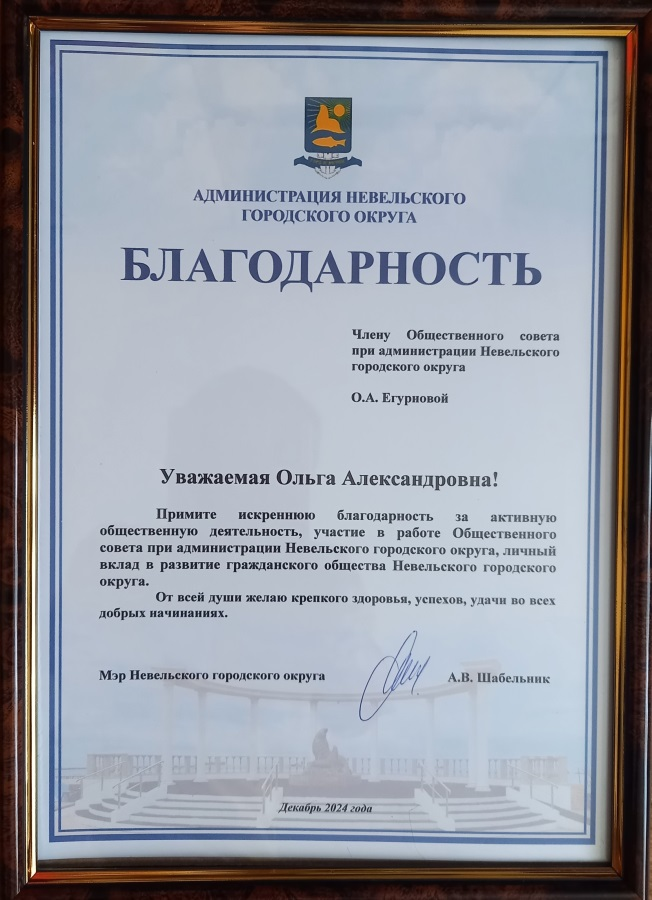 АДМИНИСТРАЦИЯ НЕВЕЛЬСКОГО
ГОРОДСКОГО ОКРУГА
БЛАГОДАРНОСТЬ
Члену Общественного совета
при администрации Невельского
городского округа
О.А. Егурновой
Уважаемая Ольга Александровна!
Примите искреннюю благодарность за активную
общественную деятельность, участие в работе Общественного
совета при администрации Невельского городского округа, личный
вклад в развитие гражданского общества Невельского городского
округа.
От всей души желаю крепкого здоровья, успехов, удачи во всех
добрых начинаниях.
Мэр Невельского городского округа
А.В. Шабельник
Декабрь 2024 года